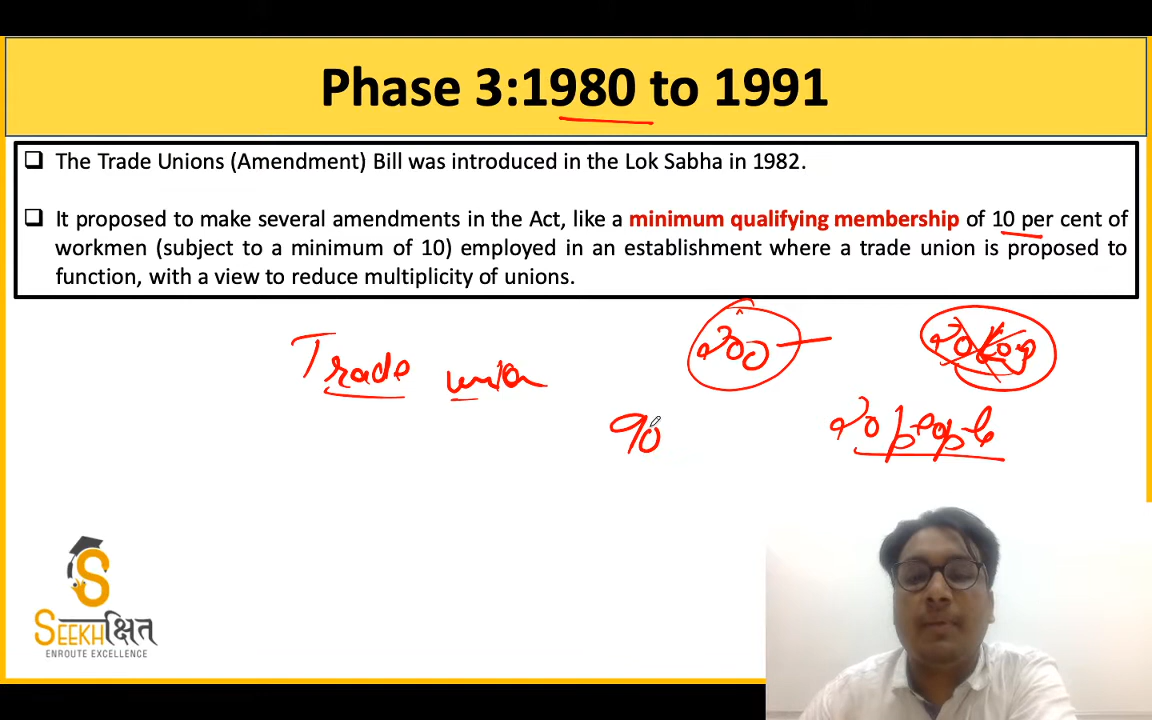 Phase 3:1980 to 1991
❑ The Trade Unions (Amendment) Bill was introduced in the Lok Sabha in 1982.
❑ It proposed to make several amendments in the Act, like a minimum qualifying membership of 10 per cent of
workmen (subject to a minimum of 10) employed in an establishment where a trade union is proposed to
function, with a view to reduce multiplicity of unions.
200
Trade union
90
20 people
SEEKHक्षित
ENROUTE EXCELLENCE